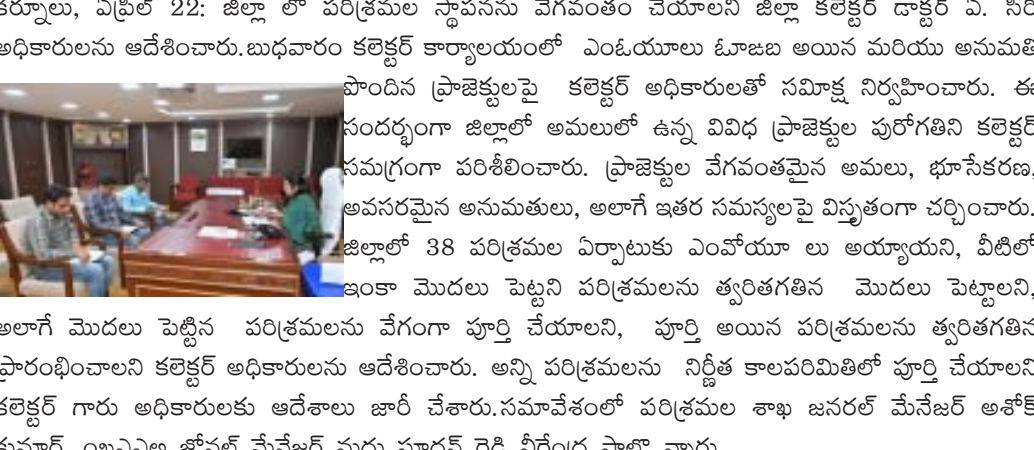 కర్నూలు, ఏప్రిల్ 22: జిల్లా లో పరిశ్రమల స్థాపనను వేగవంతం చేయాలని జిల్లా కలెక్టర్ డాక్టర్ ఏ. సిరి
అధికారులను ఆదేశించారు.బుధవారం కలెక్టర్ కార్యాలయంలో ఎంఓయూలు ఓూజబ అయిన మరియు అనుమతి
పొందిన ప్రాజెక్టులపై కలెక్టర్ అధికారులతో సమీక్ష నిర్వహించారు. ఈ
సందర్భంగా జిల్లాలో అమలులో ఉన్న వివిధ ప్రాజెక్టుల పురోగతిని కలెక్టర్
సమగ్రంగా పరిశీలించారు. ప్రాజెక్టుల వేగవంతమైన అమలు, భూసేకరణ,
అవసరమైన అనుమతులు, అలాగే ఇతర సమస్యలపై విస్తృతంగా చర్చించారు.
జిల్లాలో 38 పరిశ్రమల ఏర్పాటుకు ఎంవోయూ లు అయ్యాయని, వీటిలో
ఇంకా మొదలు పెట్టని పరిశ్రమలను త్వరితగతిన మొదలు పెట్టాలని,
అలాగే మొదలు పెట్టిన పరిశ్రమలను వేగంగా పూర్తి చేయాలని, పూర్తి అయిన పరిశ్రమలను త్వరితగతిన
ప్రారంభించాలని కలెక్టర్ అధికారులను ఆదేశించారు. అన్ని పరిశ్రమలను నిర్ణీత కాలపరిమితిలో పూర్తి చేయాలని
కలెక్టర్ గారు అధికారులకు ఆదేశాలు జారీ చేశారు.సమావేశంలో పరిశ్రమల శాఖ జనరల్ మేనేజర్ అశోక్
కుమార్, జోనల్ మేనేజర్ మధు సూదన్ రెడ్డి వీరేంద్ర పాల్గొ న్నారు